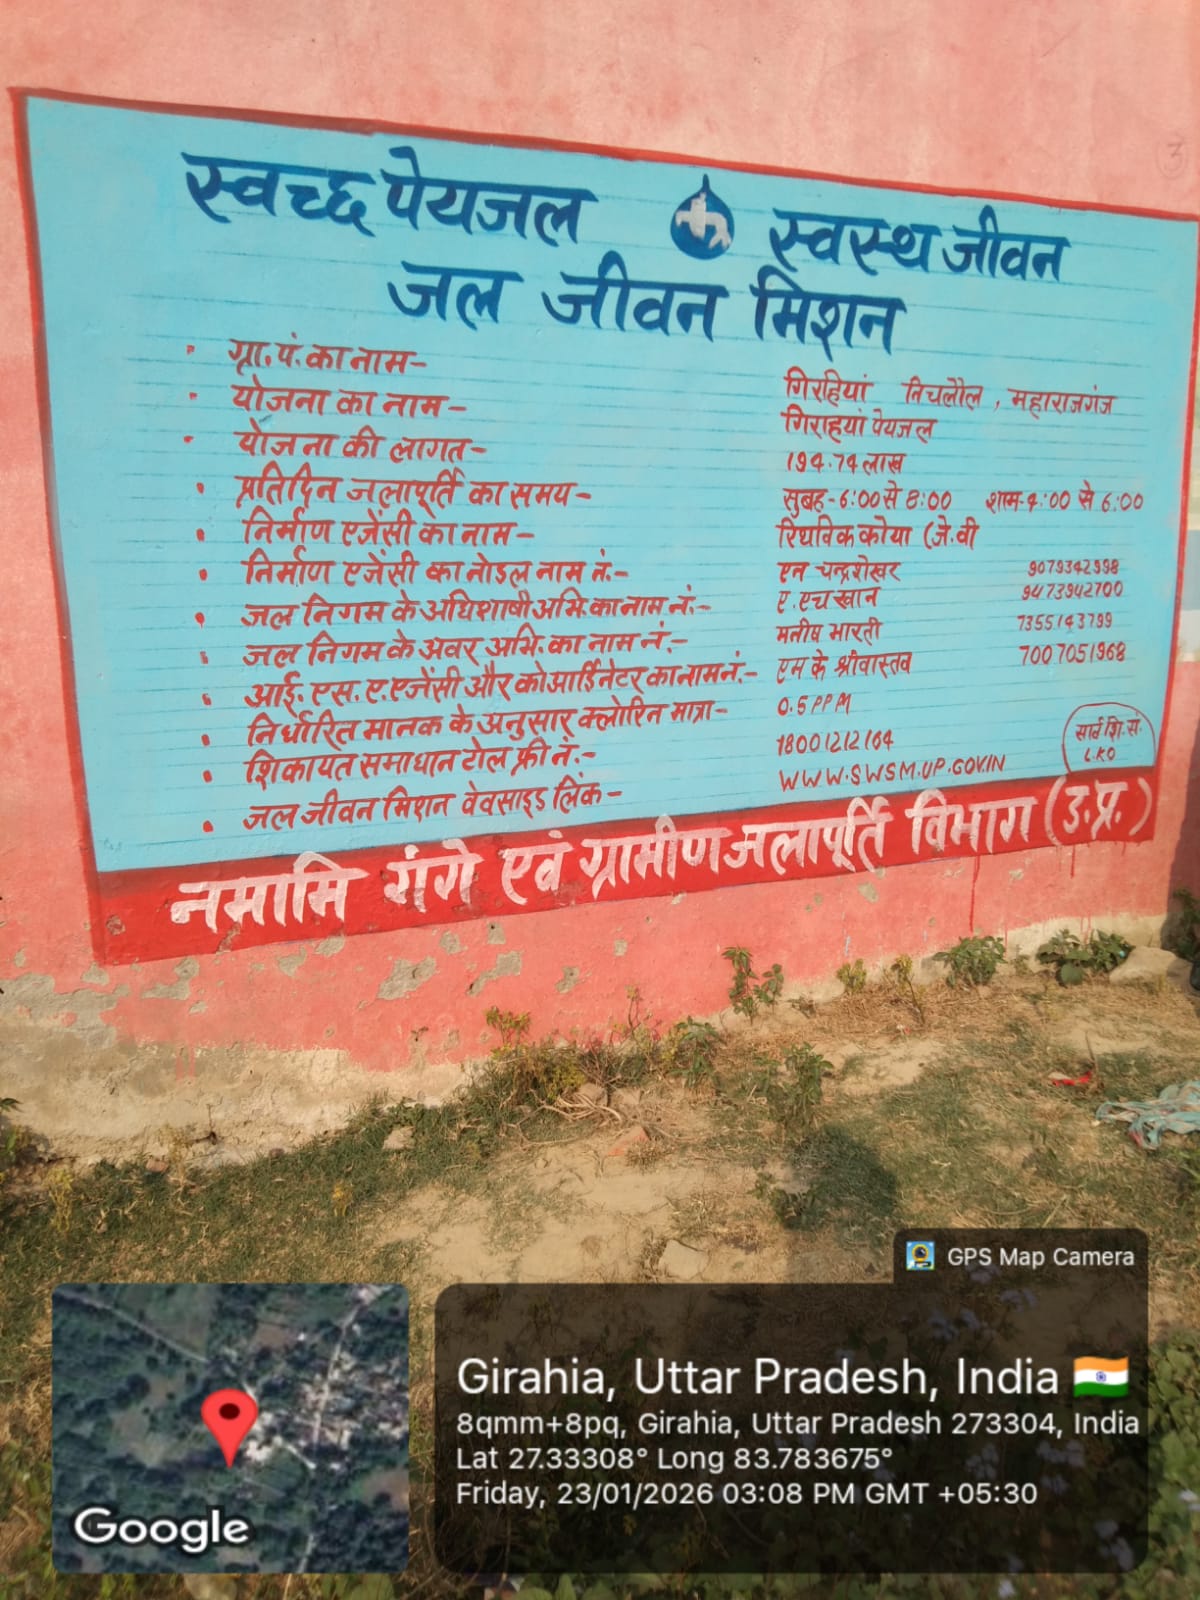 स्वच्छ पेयजल स्वस्थ जीवन
जल जीवन मिशन
ग्रा. पं. का नाम- गिरहियां निचलौल , महाराजगंज
योजना का नाम- गिराहयां पेयजल
योजना की लागत- 194.74 लाख
प्रतिदिन जलापूर्ति का समय- सुबह-6:00 से 8:00 शाम-4:00 से 6:00
निर्माण एजेंसी का नाम- रिथविक कोया (जे.वी
निर्माण एजेंसी का नोडल नाम नं.- एन चन्द्रशेखर 9079342998
जल निगम के अधिशाषी अभि. का नाम नं.- ए. एच खान 9473942700
जल निगम के अवर अभि. का नाम नं.- मनीष भारती 7355143799
आई. एस. ए. एजेंसी और कोआर्डिनेटर का नाम नं.- एम के श्रीवास्तव 7007051968
निर्धारित मानक के अनुसार क्लोरिन मात्रा- 0.5 PPM
शिकायत समाधान टोल फ्री नं.- 18001212164
जल जीवन मिशन वेवसाइड लिंक- WWW.SWSM.UP.GOV.IN
सार्व शि. सं.
LKO
नमामि गंगे एवं ग्रामीण जलापूर्ति विभाग (उ.प्र.)
3
GPS Map Camera
Girahia, Uttar Pradesh, India
8qmm+8pq, Girahia, Uttar Pradesh 273304, India
Lat 27.33308° Long 83.783675°
Friday, 23/01/2026 03:08 PM GMT +05:30
Google